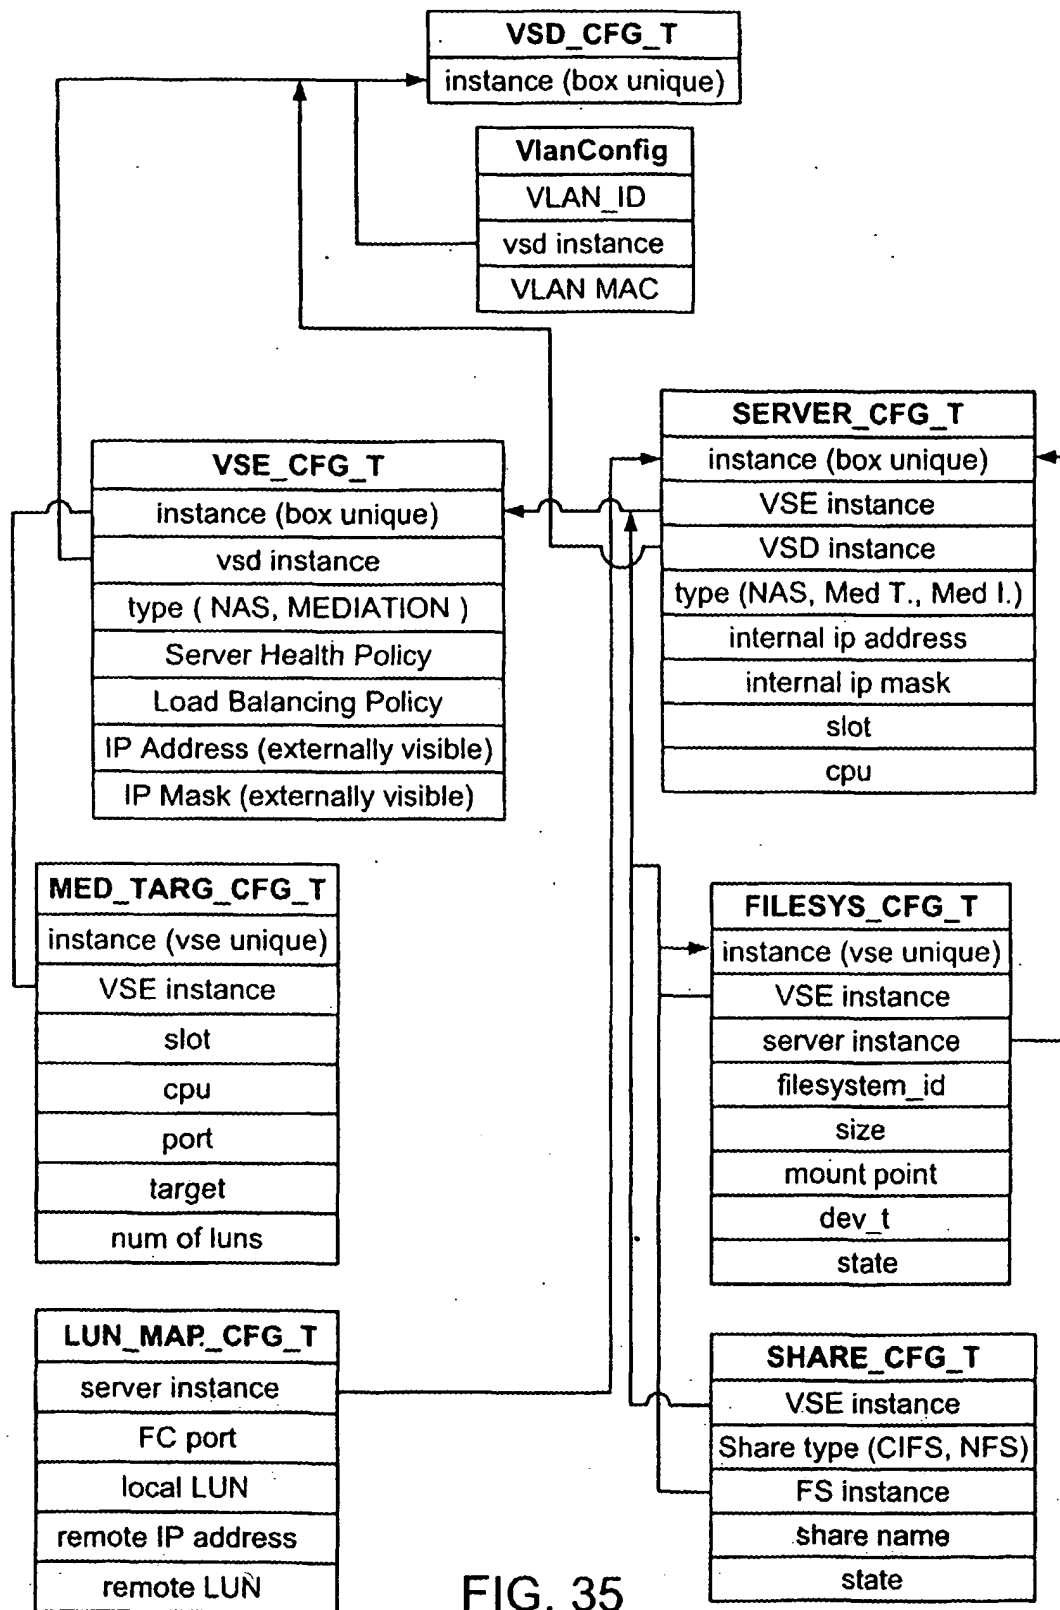 VSD_CFG_T
instance (box unique)
VlanConfig
VLAN_ID
vsd instance
VLAN MAC
SERVER_CFG_T
instance (box unique)
VSE instance
VSD instance
type (NAS, Med T., Med I.)
internal ip address
internal ip mask
slot
cpu
VSE_CFG_T
instance (box unique)
vsd instance
type ( NAS, MEDIATION )
Server Health Policy
Load Balancing Policy
IP Address (externally visible)
IP Mask (externally visible)
MED_TARG_CFG_T
instance (vse unique)
VSE instance
slot
cpu
port
target
num of luns
FILESYS_CFG_T
instance (vse unique)
VSE instance
server instance
filesystem_id
size
mount point
dev_t
state
LUN_MAP_CFG_T
server instance
FC port
local LUN
remote IP address
remote LUN
SHARE_CFG_T
VSE instance
Share type (CIFS, NFS)
FS instance
share name
state
FIG. 35